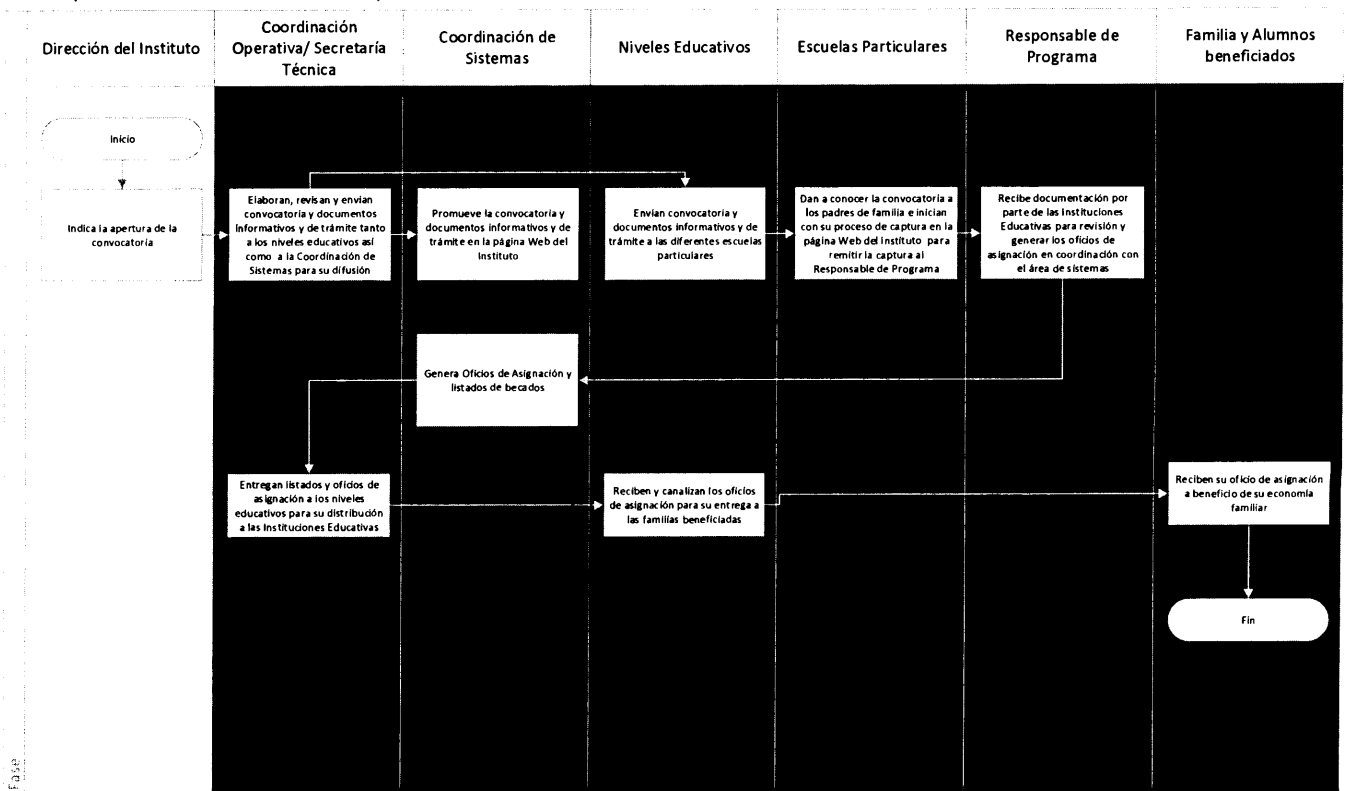 Dirección del Instituto
Coordinación
Operativa/ Secretaría
Técnica
Coordinación de
Sistemas
Niveles Educativos
Escuelas Particulares
Responsable de
Programa
Familia y Alumnos
beneficiados
Inicio
Indica la apertura de la
convocatoria
Elaboran, revisan y envían
convocatoria y documentos
informativos y de trámite tanto
a los niveles educativos así
como a la Coordinación de
Sistemas para su difusión
Promueve la convocatoria y
documentos informativos y de
trámite en la página Web del
Instituto
Envían convocatoria y
documentos informativos y de
trámite a las diferentes escuelas
particulares
Dan a conocer la convocatoria a
los padres de familia e inician
con su proceso de captura en la
página Web del instituto para
remitir la captura al
Responsable de Programa
Recibe documentación por
parte de las Instituciones
Educativas para revisión y
generar los oficios de
asignación en coordinación con
el área de sistemas
Genera Oficios de Asignación y
listados de becados
Entregan listados y oficios de
asignación a los niveles
educativos para su distribución
a las Instituciones Educativas
Reciben y canalizan los oficios
de asignación para su entrega a
las familias beneficiadas
Reciben su oficio de asignación
a beneficio de su economía
familiar
Fin
Fase